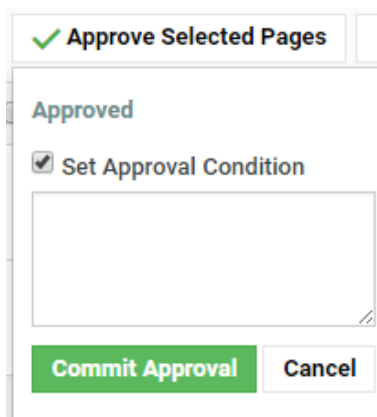 Approve Selected Pages
Approved
Set Approval Condition
Commit Approval Cancel